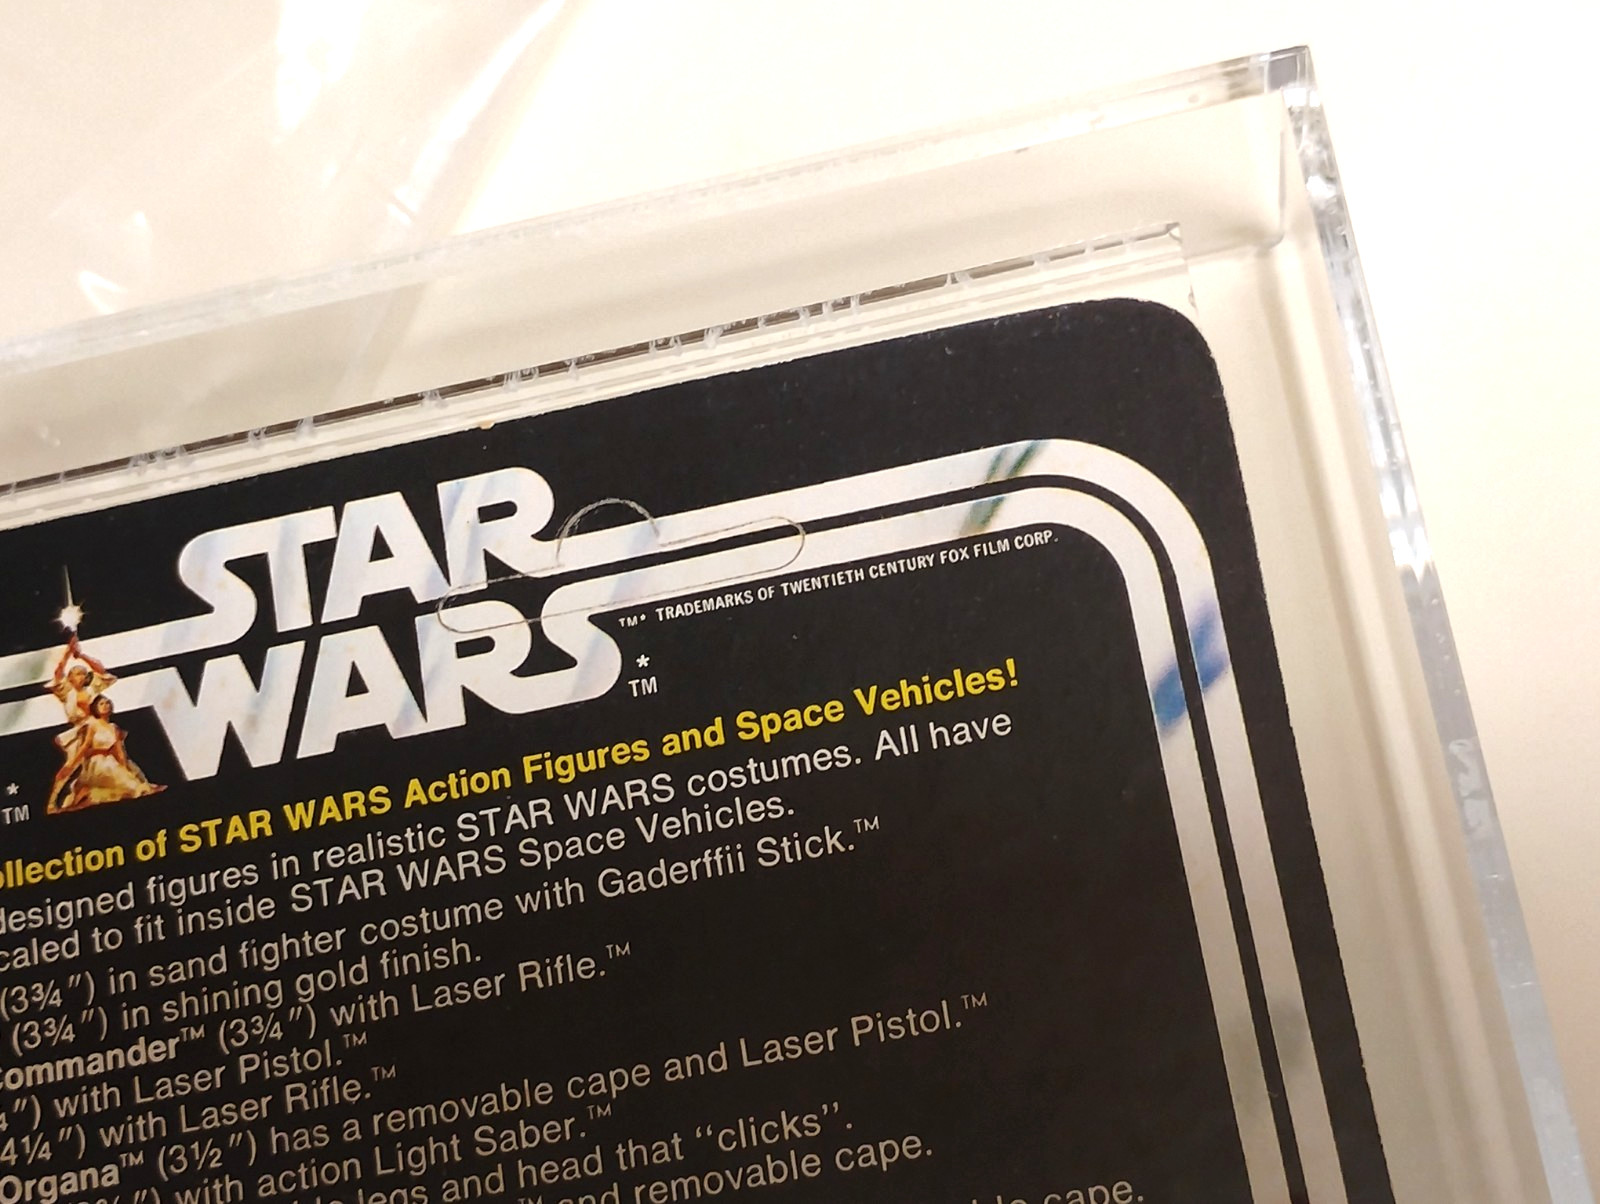 STAR
WARS
TM* TRADEMARKS OF TWENTIETH CENTURY FOX FILM CORP.
*
TM
*
TM
ollection of STAR WARS Action Figures and Space Vehicles!
designed figures in realistic STAR WARS costumes. All have
caled to fit inside STAR WARS Space Vehicles.
(3¾") in sand fighter costume with Gaderffii Stick.™
(3¾") in shining gold finish.
Commander™ (3¾") with Laser Rifle.™
") with Laser Pistol.™
4¼") with Laser Rifle.™
Organa™ (3½") has a removable cape and Laser Pistol.™
") with action Light Saber.™
legs and head that "clicks".
™ and removable cape.
cape.